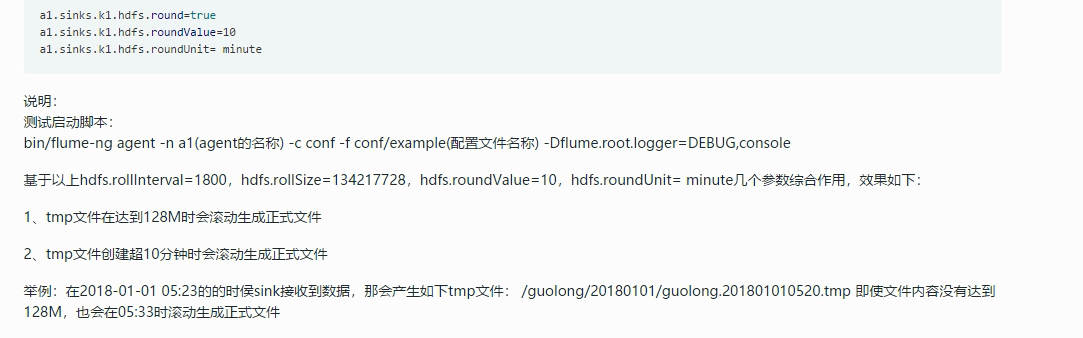 a1.sinks.k1.hdfs.round=true
a1.sinks.k1.hdfs.roundValue=10
a1.sinks.k1.hdfs.roundUnit= minute
说明：
测试启动脚本：
bin/flume-ng agent -n a1(agent的名称) -c conf -f conf/example(配置文件名称) -Dflume.root.logger=DEBUG,console
基于以上hdfs.rollInterval=1800，hdfs.rollSize=134217728，hdfs.roundValue=10，hdfs.roundUnit= minute几个参数综合作用，效果如下：
1、tmp文件在达到128M时会滚动生成正式文件
2、tmp文件创建超10分钟时会滚动生成正式文件
举例：在2018-01-01 05:23的的时侯sink接收到数据，那会产生如下tmp文件： /guolong/20180101/guolong.201801010520.tmp 即使文件内容没有达到
128M，也会在05:33时滚动生成正式文件